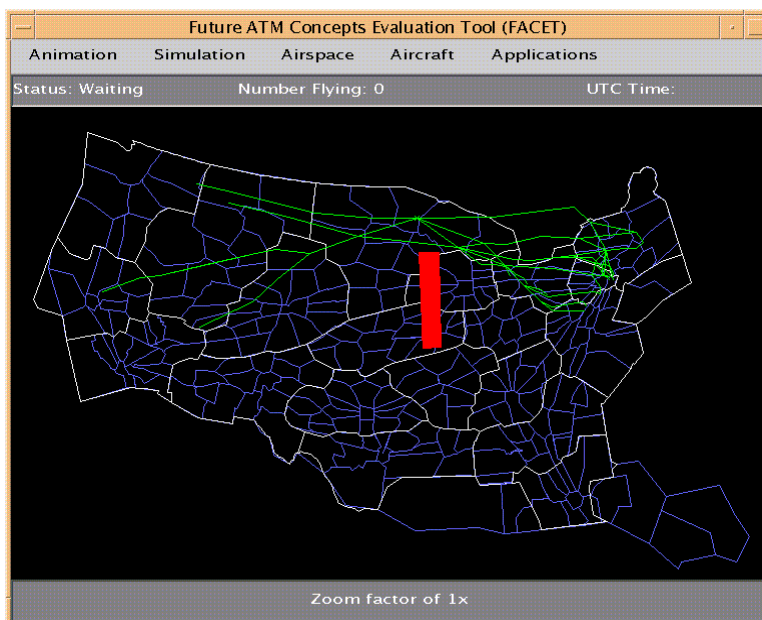 Future ATM Concepts Evaluation Tool (FACET)
Animation Simulation Airspace Aircraft Applications
Status: Waiting Number Flying: 0 UTC Time:
Zoom factor of 1x